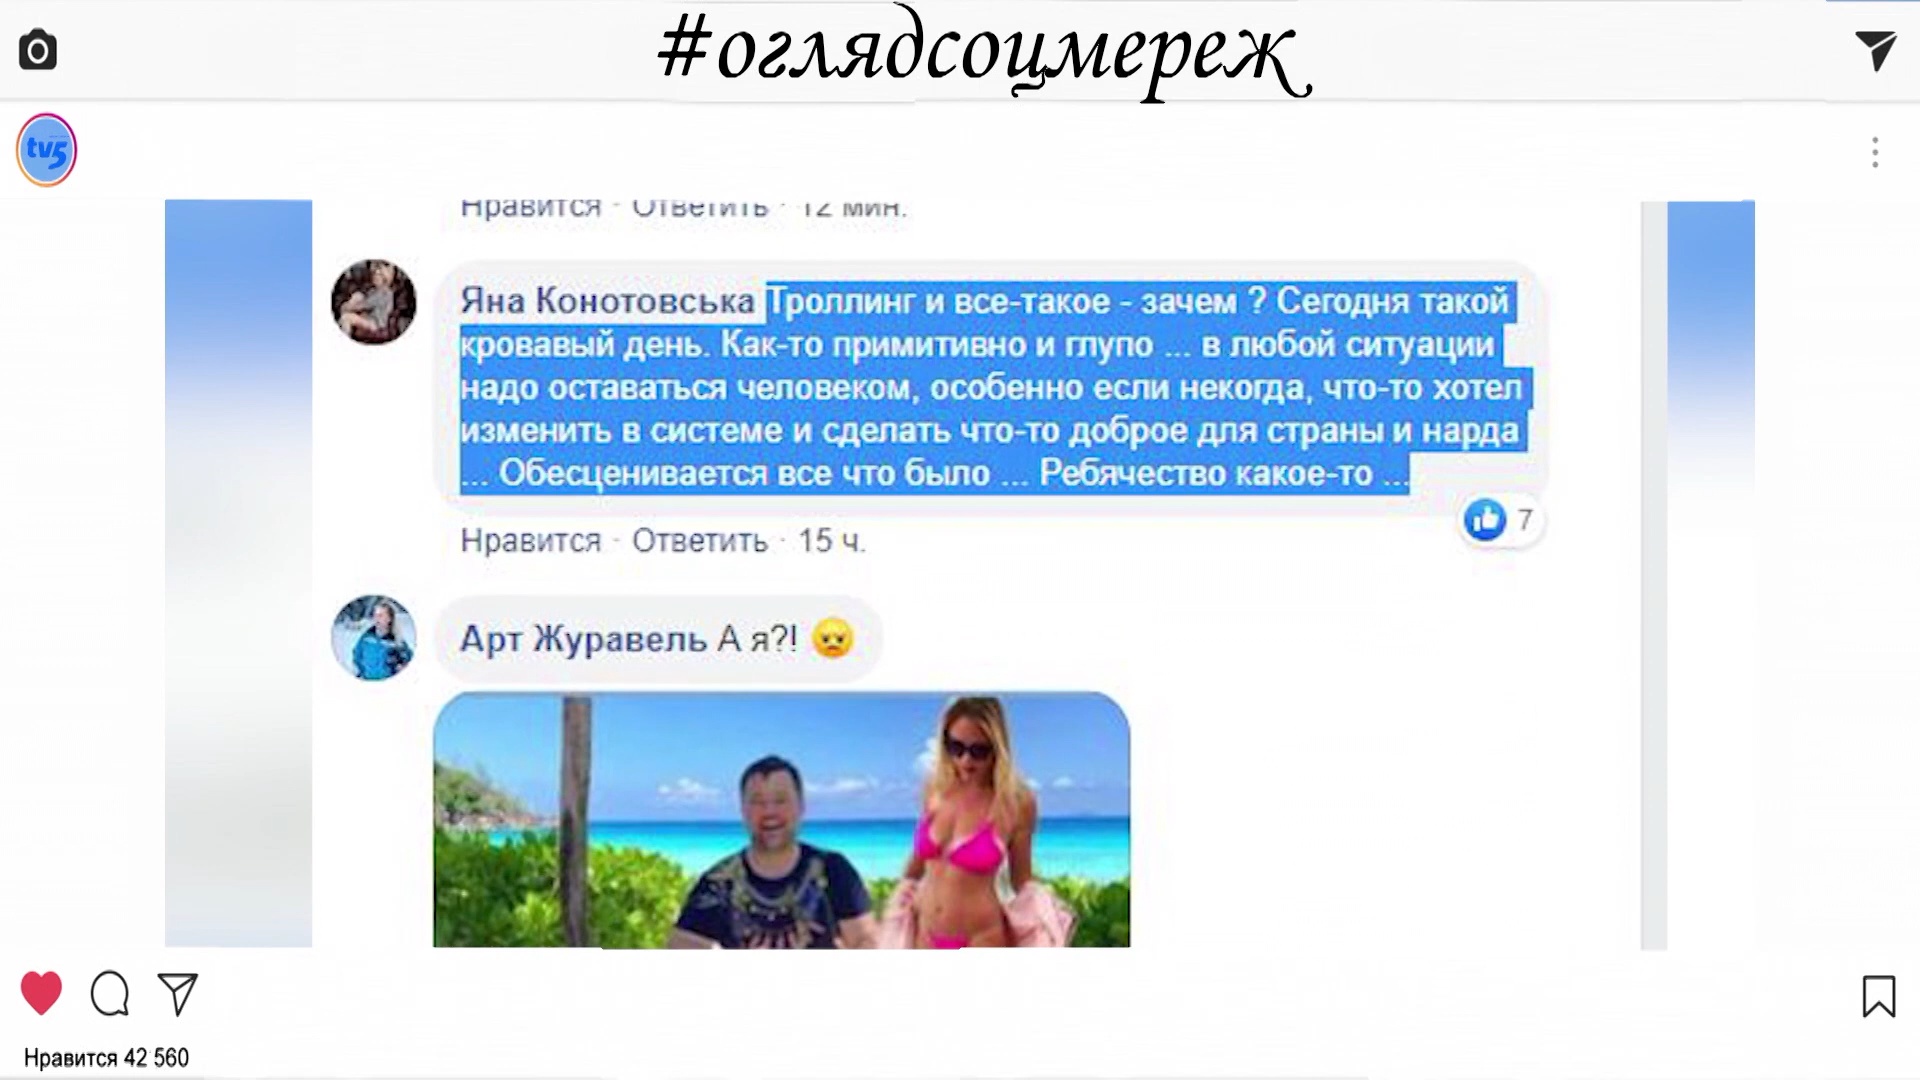 #оглядсоцмереж
tv5
Нравится · Ответить · 12 мин.
Яна Конотовська Троллинг и все-такое - зачем ? Сегодня такой
кровавый день. Как-то примитивно и глупо ... в любой ситуации
надо оставаться человеком, особенно если некогда, что-то хотел
изменить в системе и сделать что-то доброе для страны и нарда
... Обесценивается все что было ... Ребячество какое-то ...
7
Нравится · Ответить · 15 ч.
Арт Журавель А я?! 😠
Нравится 42 560